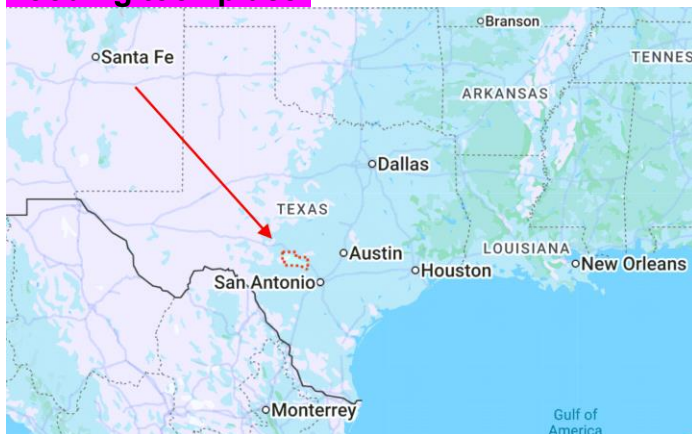 Branson
Santa Fe
TENNES
ARKANSAS
Dallas
TEXAS
Austin
LOUISIANA
Houston
New Orleans
San Antonio
Monterrey
Gulf of
America